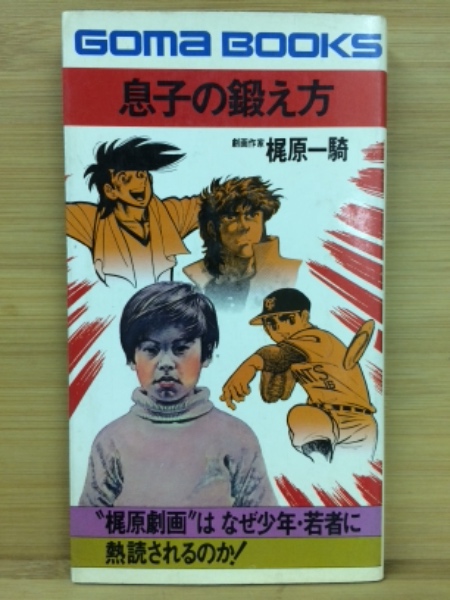 GOMA BOOKS
息子の鍛え方
劇画作家 梶原一騎
"梶原劇画"は なぜ少年・若者に
熱読されるのか!